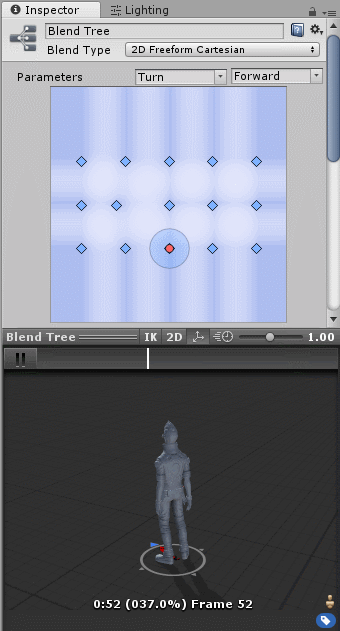 Inspector Lighting
Blend Tree
Blend Type 2D Freeform Cartesian
Parameters Turn Forward
Blend Tree IK 2D 1.00
0:52 (037.0%) Frame 52